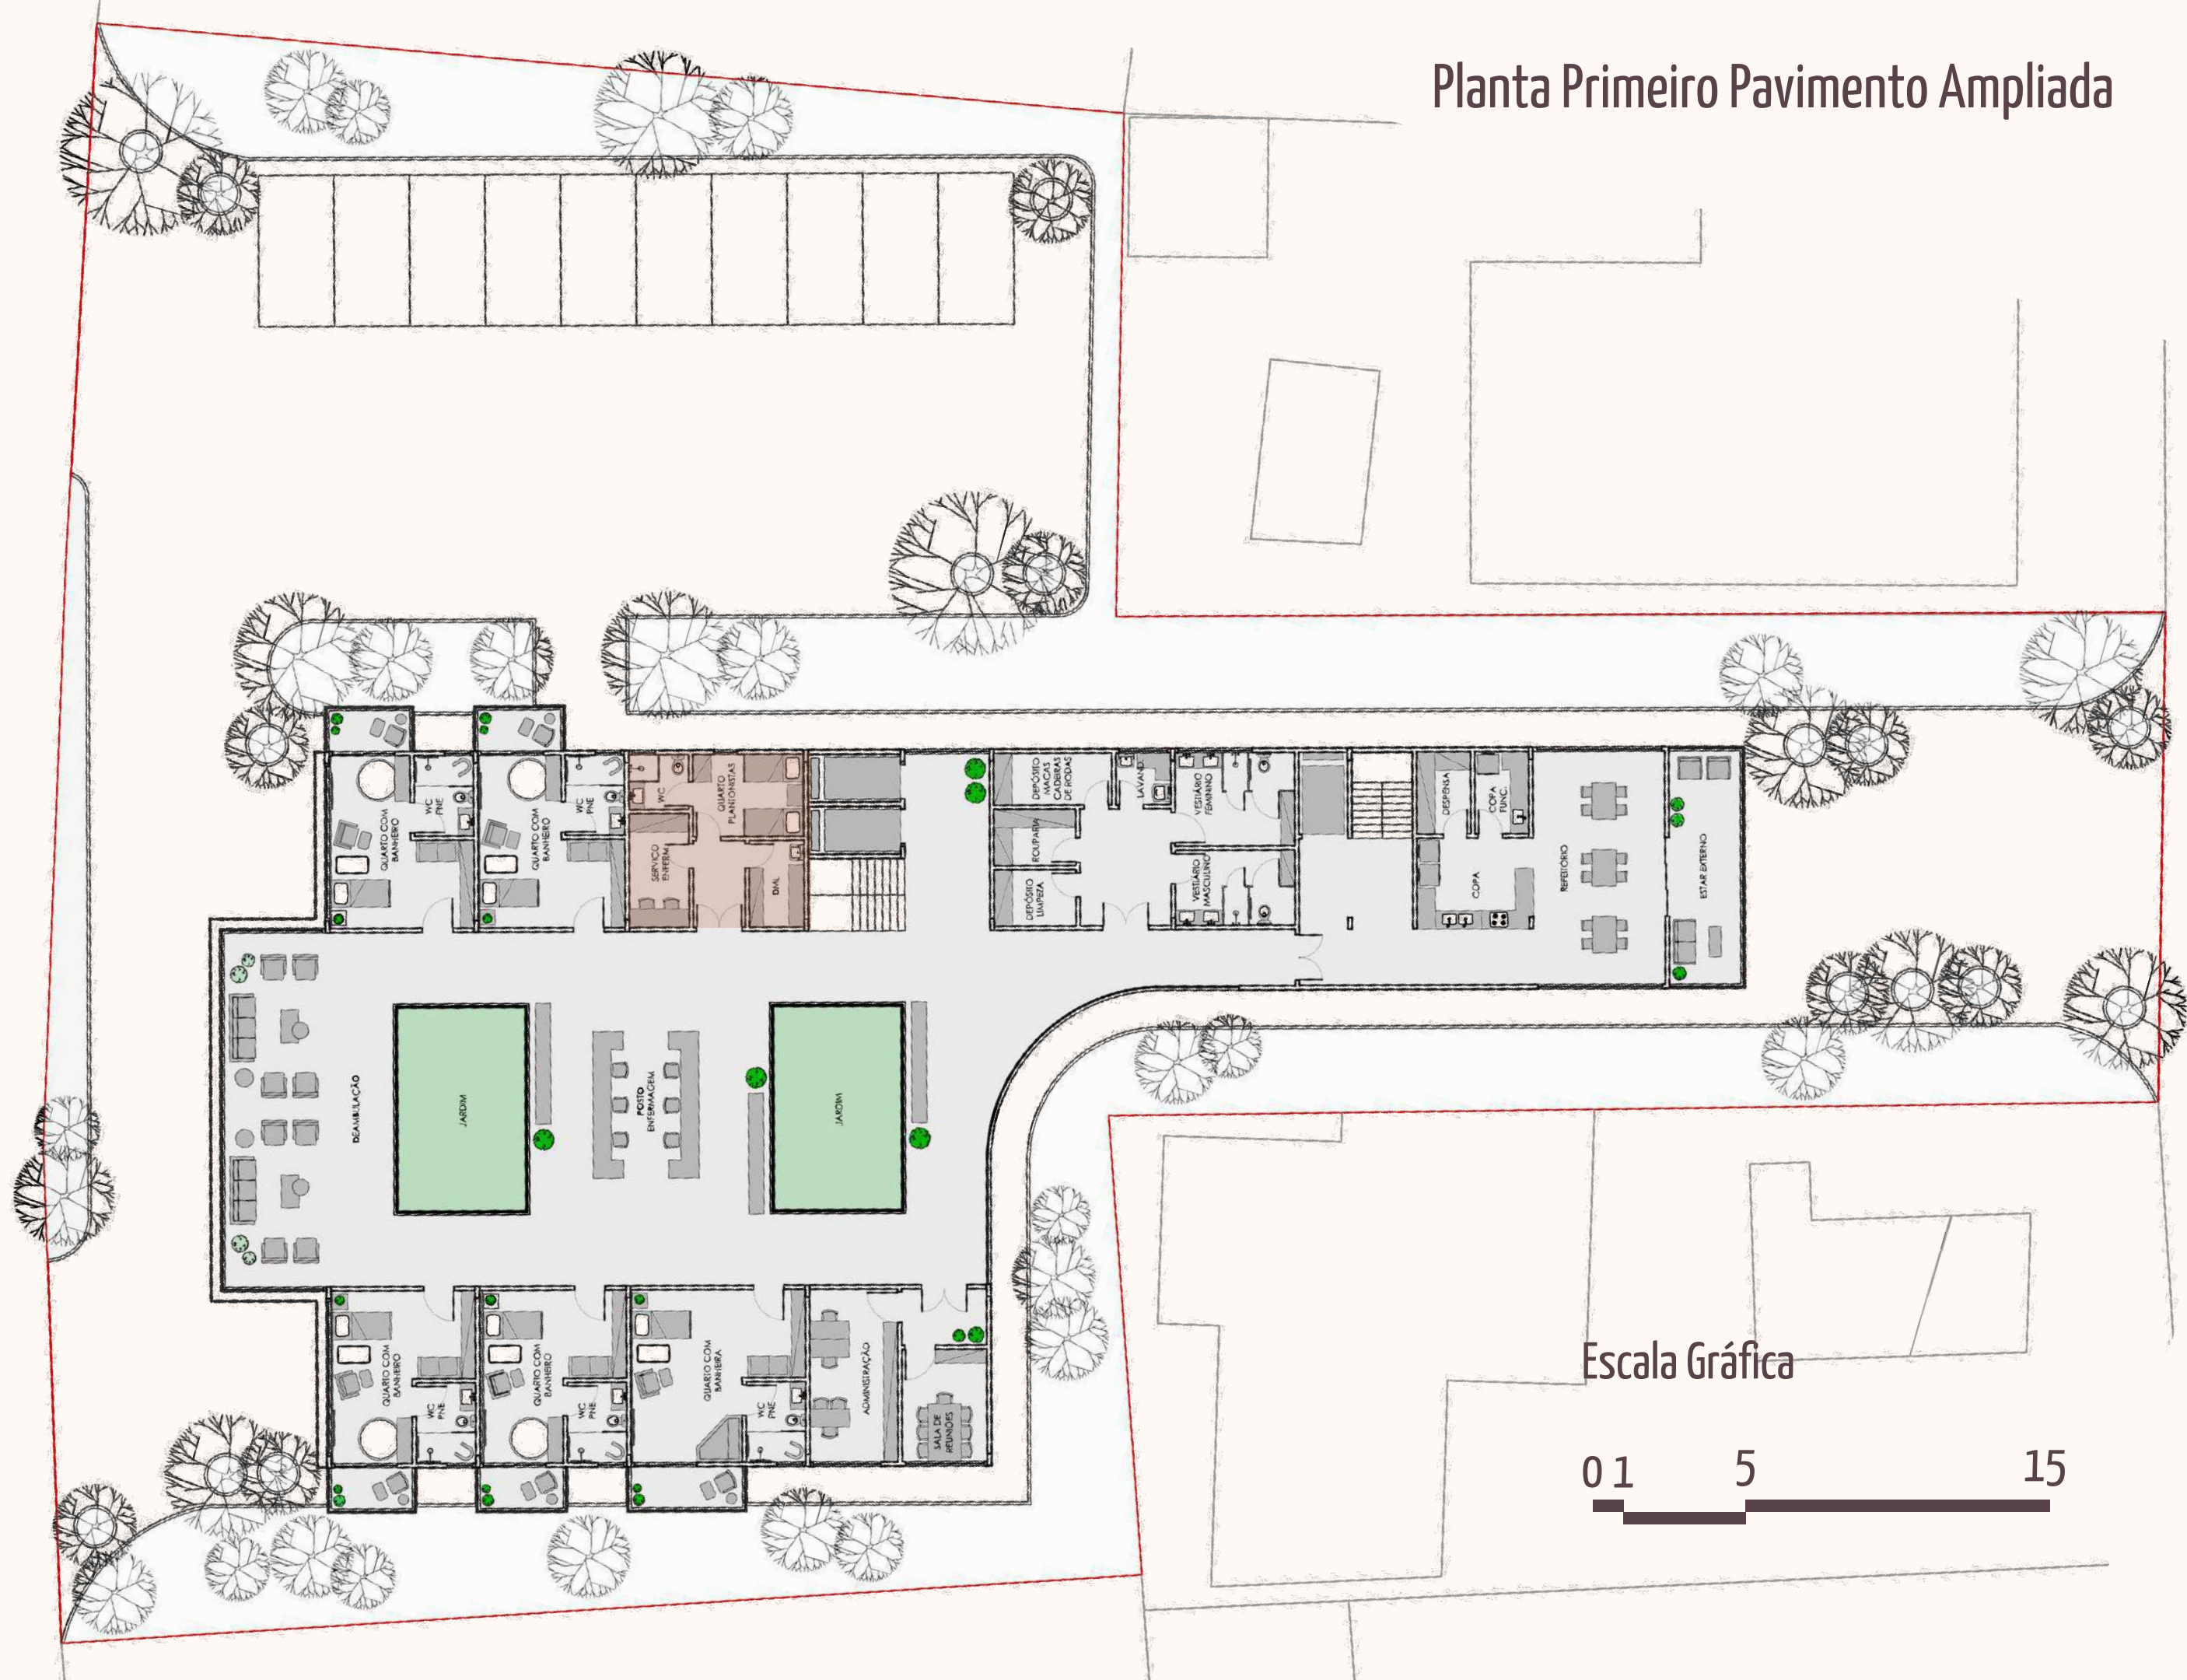 Planta Primeiro Pavimento Ampliada
QUARTO COM
BANHEIRO
WC
PNE
QUARTO COM
BANHEIRO
WC
PNE
WC
QUARTO
PLANTONISTAS
SERVIÇO
ENFERM.
DML
DEPÓSITO
MACAS
CADEIRAS
DE RODAS
LAVAND.
ROUPARIA
DEPÓSITO
LIMPEZA
VESTIÁRIO
FEMININO
VESTIÁRIO
MASCULINO
DESPENSA
COPA
FUNC.
COPA
REFEITÓRIO
ESTAR EXTERNO
DEAMBULAÇÃO
JARDIM
POSTO
ENFERMAGEM
JARDIM
QUARTO COM
BANHEIRO
WC
PNE
QUARTO COM
BANHEIRO
WC
PNE
QUARTO COM
BANHEIRA
WC
PNE
ADMINISTRAÇÃO
SALA DE
REUNIÕES
Escala Gráfica
0 1 5 15